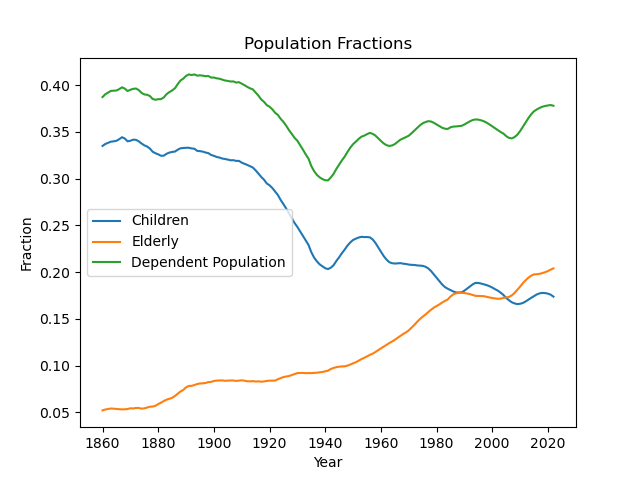 Population Fractions
0.40
0.35
0.30
0.25
0.20
0.15
0.10
0.05
Fraction
Children
Elderly
Dependent Population
1860 1880 1900 1920 1940 1960 1980 2000 2020
Year